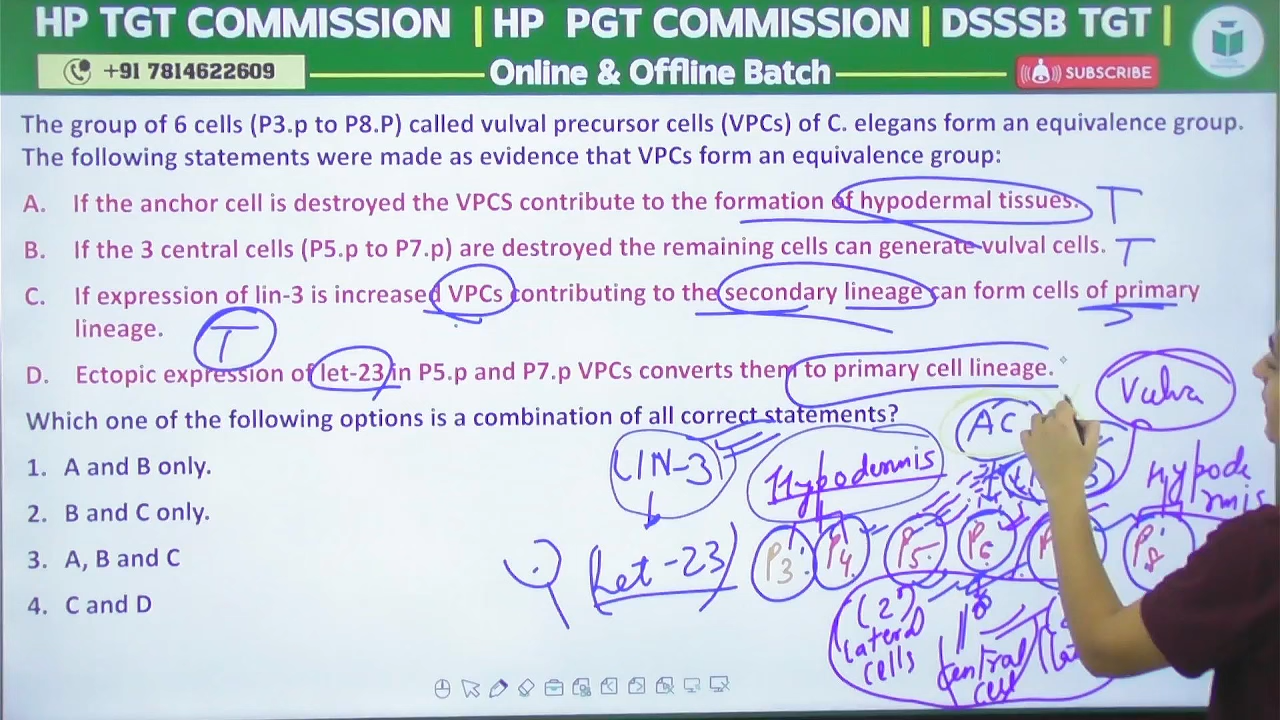 HP TGT COMMISSION | HP PGT COMMISSION | DSSSB TGT |
+91 7814622609
Online & Offline Batch
SUBSCRIBE
The group of 6 cells (P3.p to P8.P) called vulval precursor cells (VPCs) of C. elegans form an equivalence group.
The following statements were made as evidence that VPCs form an equivalence group:
A. If the anchor cell is destroyed the VPCS contribute to the formation of hypodermal tissues. T
B. If the 3 central cells (P5.p to P7.p) are destroyed the remaining cells can generate vulval cells. T
C. If expression of lin-3 is increased VPCs contributing to the secondary lineage can form cells of primary
lineage. T
D. Ectopic expression of let-23 in P5.p and P7.p VPCs converts them to primary cell lineage.
Vulva
Which one of the following options is a combination of all correct statements?
AC
1. A and B only.
LIN-3
Hypodermis
Hypode
rmis
2. B and C only.
3. A, B and C
(Let-23)
P3.
P4.
P5.
P6
P8
4. C and D
(2°)
lateral
cells
1°
Central
cell